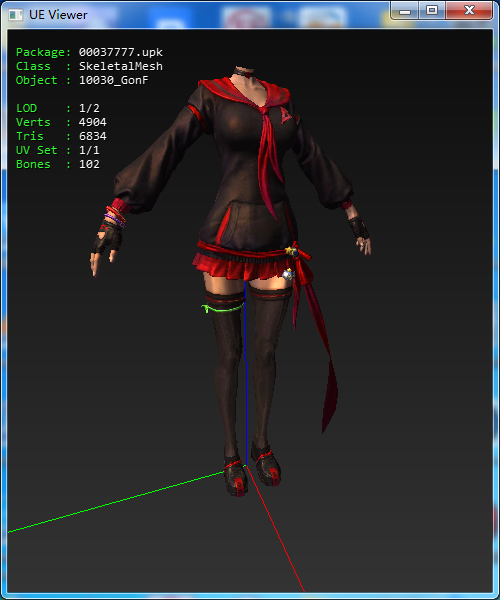 UE Viewer
Package: 00037777.upk
Class : SkeletalMesh
Object : 10030_GonF
LOD : 1/2
Verts : 4904
Tris : 6834
UV Set : 1/1
Bones : 102